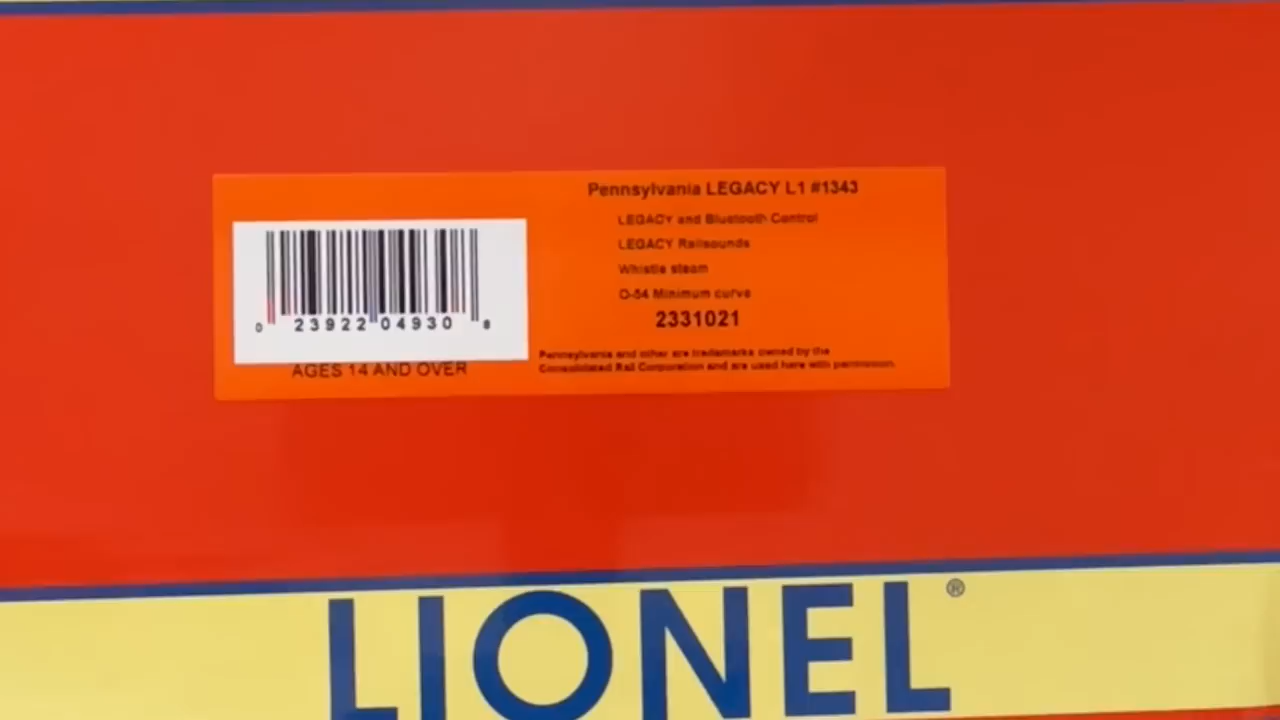 Pennsylvania LEGACY L1 #1343
LEGACY and Bluetooth Control
LEGACY Railsounds
Whistle steam
O-54 Minimum curve
2331021
0 23922 04930 8
AGES 14 AND OVER
Pennsylvania and other are trademarks owned by the
Consolidated Rail Corporation and are used here with permission.
LIONEL®